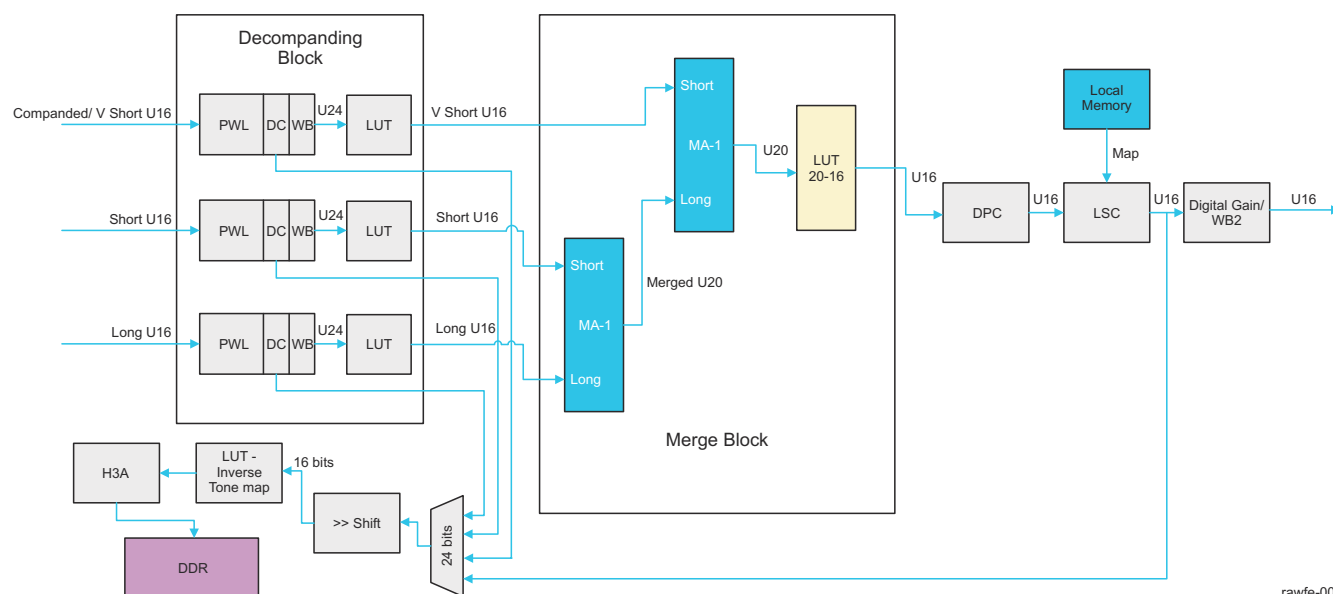 Decompanding
Block
Companded/ V Short U16
PWL
DC
WB
U24
LUT
V Short U16
Short U16
PWL
DC
WB
U24
LUT
Short U16
Long U16
PWL
DC
WB
U24
LUT
Long U16
Short
MA-1
Long
Merged U20
Short
MA-1
Long
U20
LUT
20-16
Merge Block
U16
DPC
U16
Local
Memory
Map
LSC
U16
Digital Gain/
WB2
U16
H3A
LUT -
Inverse
Tone map
16 bits
>> Shift
24 bits
DDR
rawfe-00